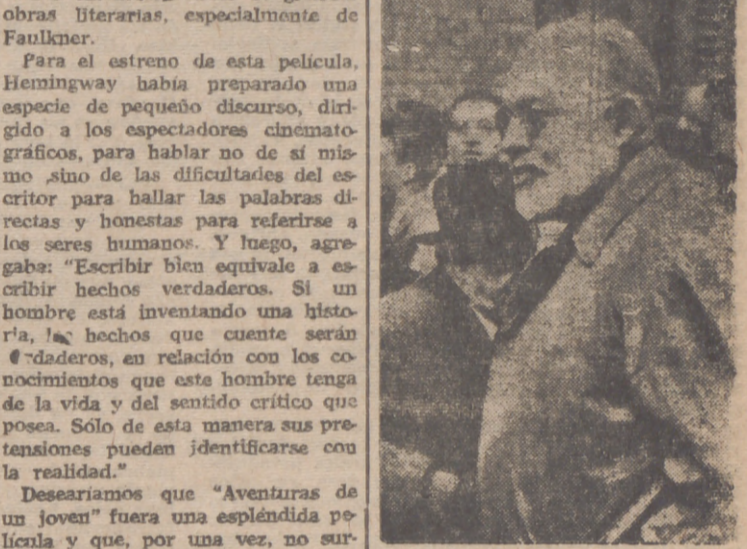 obras literarias, especialmente de
Faulkner.
Para el estreno de esta película,
Hemingway había preparado una
especie de pequeño discurso, diri-
gido a los espectadores cinemato-
gráficos, para hablar no de sí mis-
mo ,sino de las dificultades del es-
critor para hallar las palabras di-
rectas y honestas para referirse a
los seres humanos. Y luego, agre-
gaba: "Escribir bien equivale a es-
cribir hechos verdaderos. Si un
hombre está inventando una histo-
ria, hechos que cuente serán
en relación con los co-
nocimientos que este hombre tenga
de la vida y del sentido crítico que
posea. Sólo de esta manera sus pre-
tensiones pueden identificarse con
la realidad."
Desearíamos que "Aventuras de
un joven" fuera una espléndida pe-
lícula y que, por una vez, no sur-